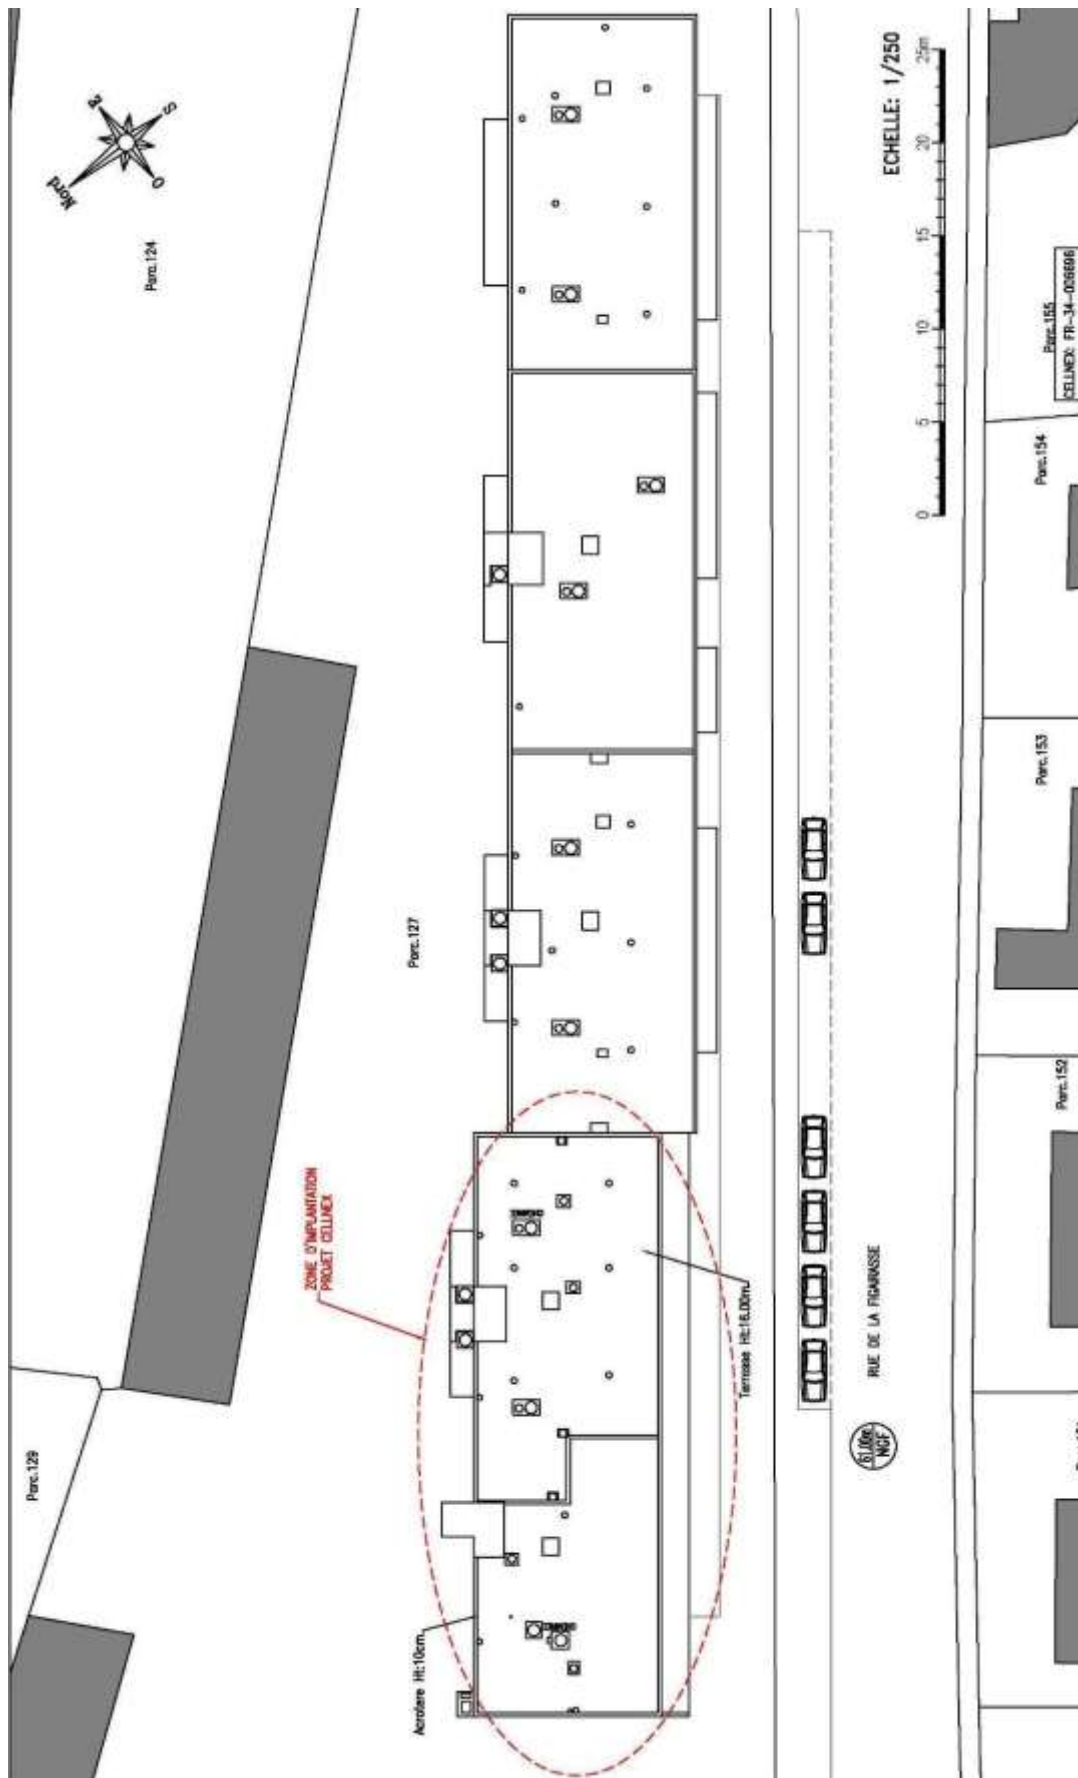 ECHELLE: 1/250
0 5 10 15 20 25m
Nord
S
O
Parc.124
Parc.155
CELLNEX: FR-34-006696
Parc.154
Parc.153
Parc.127
Parc.152
ZONE D'IMPLANTATION
PROJET CELLNEX
Terrasse Ht:16.00m
RUE DE LA FIGARASSE
NGF
Parc.129
Acrotere Ht:10cm